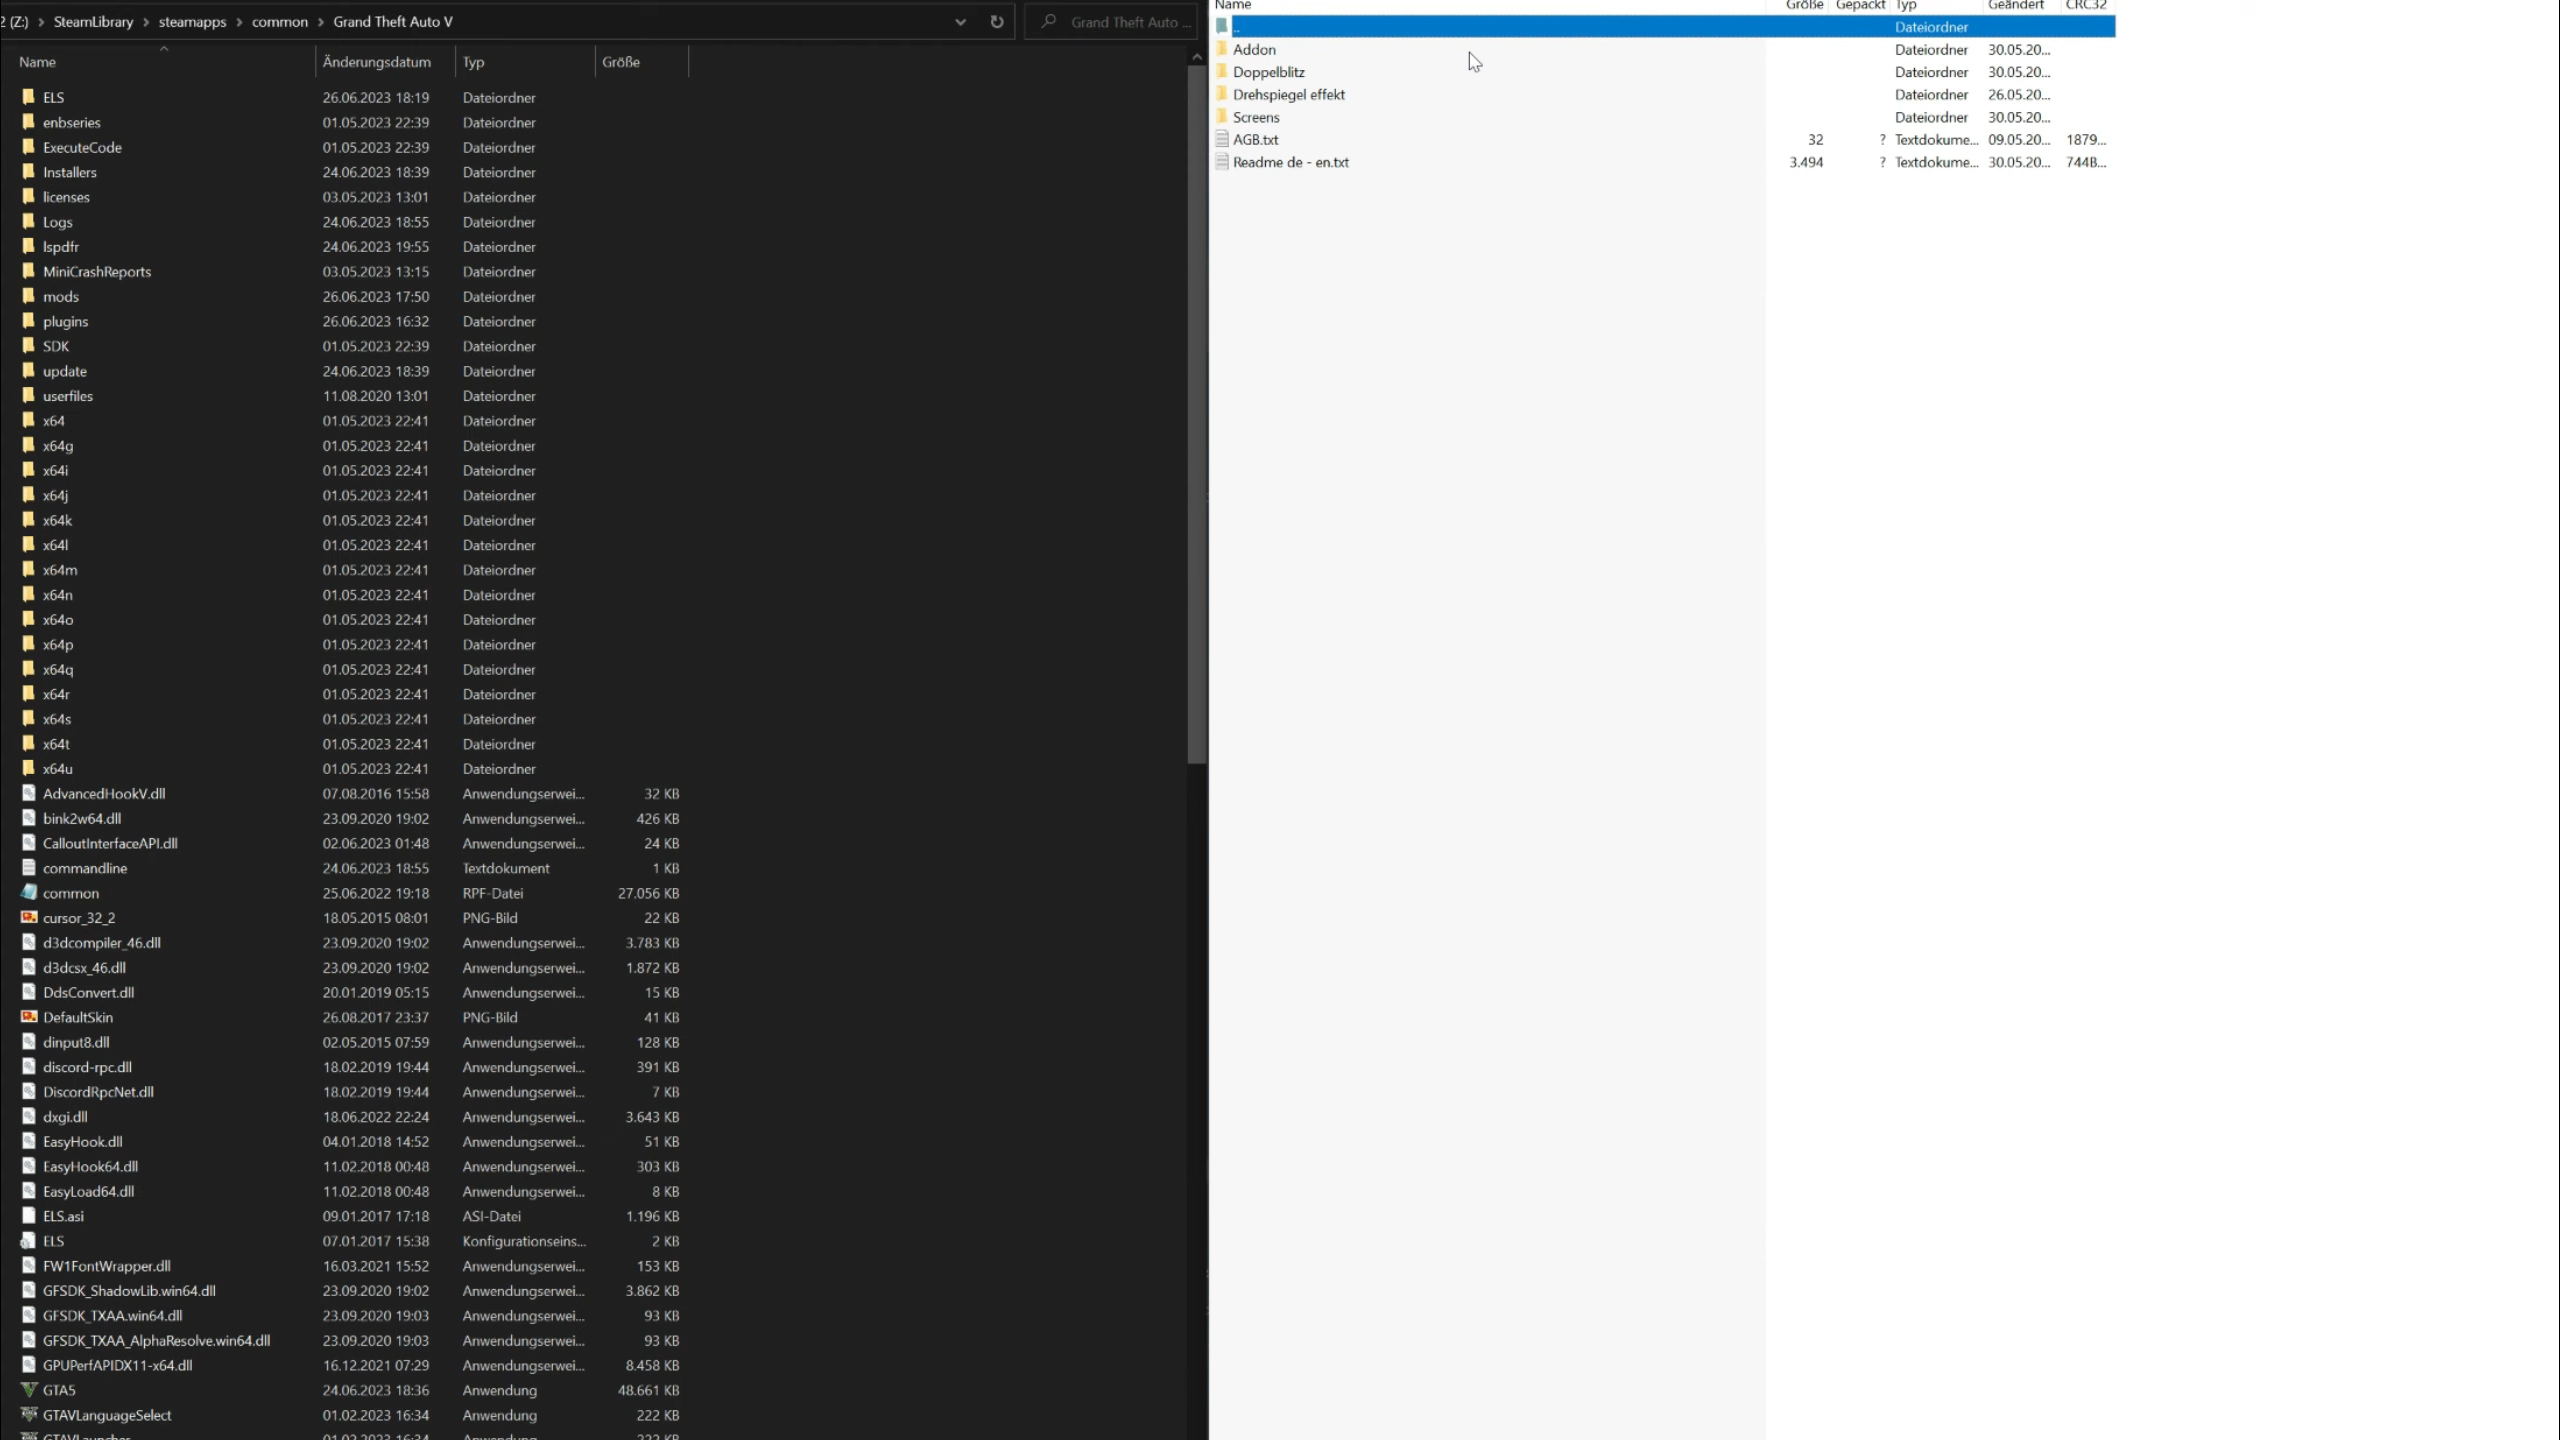 2 (Z:) > SteamLibrary > steamapps > common > Grand Theft Auto V
Grand Theft Auto ...
Name Änderungsdatum Typ Größe
ELS 26.06.2023 18:19 Dateiordner
enbseries 01.05.2023 22:39 Dateiordner
ExecuteCode 01.05.2023 22:39 Dateiordner
Installers 24.06.2023 18:39 Dateiordner
licenses 03.05.2023 13:01 Dateiordner
Logs 24.06.2023 18:55 Dateiordner
lspdfr 24.06.2023 19:55 Dateiordner
MiniCrashReports 03.05.2023 13:15 Dateiordner
mods 26.06.2023 17:50 Dateiordner
plugins 26.06.2023 16:32 Dateiordner
SDK 01.05.2023 22:39 Dateiordner
update 24.06.2023 18:39 Dateiordner
userfiles 11.08.2020 13:01 Dateiordner
x64 01.05.2023 22:41 Dateiordner
x64g 01.05.2023 22:41 Dateiordner
x64i 01.05.2023 22:41 Dateiordner
x64j 01.05.2023 22:41 Dateiordner
x64k 01.05.2023 22:41 Dateiordner
x64l 01.05.2023 22:41 Dateiordner
x64m 01.05.2023 22:41 Dateiordner
x64n 01.05.2023 22:41 Dateiordner
x64o 01.05.2023 22:41 Dateiordner
x64p 01.05.2023 22:41 Dateiordner
x64q 01.05.2023 22:41 Dateiordner
x64r 01.05.2023 22:41 Dateiordner
x64s 01.05.2023 22:41 Dateiordner
x64t 01.05.2023 22:41 Dateiordner
x64u 01.05.2023 22:41 Dateiordner
AdvancedHookV.dll 07.08.2016 15:58 Anwendungserwei... 32 KB
bink2w64.dll 23.09.2020 19:02 Anwendungserwei... 426 KB
CalloutInterfaceAPI.dll 02.06.2023 01:48 Anwendungserwei... 24 KB
commandline 24.06.2023 18:55 Textdokument 1 KB
common 25.06.2022 19:18 RPF-Datei 27.056 KB
cursor_32_2 18.05.2015 08:01 PNG-Bild 22 KB
d3dcompiler_46.dll 23.09.2020 19:02 Anwendungserwei... 3.783 KB
d3dcsx_46.dll 23.09.2020 19:02 Anwendungserwei... 1.872 KB
DdsConvert.dll 20.01.2019 05:15 Anwendungserwei... 15 KB
DefaultSkin 26.08.2017 23:37 PNG-Bild 41 KB
dinput8.dll 02.05.2015 07:59 Anwendungserwei... 128 KB
discord-rpc.dll 18.02.2019 19:44 Anwendungserwei... 391 KB
DiscordRpcNet.dll 18.02.2019 19:44 Anwendungserwei... 7 KB
dxgi.dll 18.06.2022 22:24 Anwendungserwei... 3.643 KB
EasyHook.dll 04.01.2018 14:52 Anwendungserwei... 51 KB
EasyHook64.dll 11.02.2018 00:48 Anwendungserwei... 303 KB
EasyLoad64.dll 11.02.2018 00:48 Anwendungserwei... 8 KB
ELS.asi 09.01.2017 17:18 ASI-Datei 1.196 KB
ELS 07.01.2017 15:38 Konfigurationseins... 2 KB
FW1FontWrapper.dll 16.03.2021 15:52 Anwendungserwei... 153 KB
GFSDK_ShadowLib.win64.dll 23.09.2020 19:02 Anwendungserwei... 3.862 KB
GFSDK_TXAA.win64.dll 23.09.2020 19:03 Anwendungserwei... 93 KB
GFSDK_TXAA_AlphaResolve.win64.dll 23.09.2020 19:03 Anwendungserwei... 93 KB
GPUPerfAPIDX11-x64.dll 16.12.2021 07:29 Anwendungserwei... 8.458 KB
GTA5 24.06.2023 18:36 Anwendung 48.661 KB
GTAVLanguageSelect 01.02.2023 16:34 Anwendung 222 KB
GTAVLauncher 01.02.2023 16:34 Anwendung 222 KB
Name Größe Gepackt Typ Geändert CRC32
.. Dateiordner
Addon Dateiordner 30.05.20...
Doppelblitz Dateiordner 30.05.20...
Drehspiegel effekt Dateiordner 26.05.20...
Screens Dateiordner 30.05.20...
AGB.txt 32 ? Textdokume... 09.05.20... 1879...
Readme de - en.txt 3.494 ? Textdokume... 30.05.20... 744B...